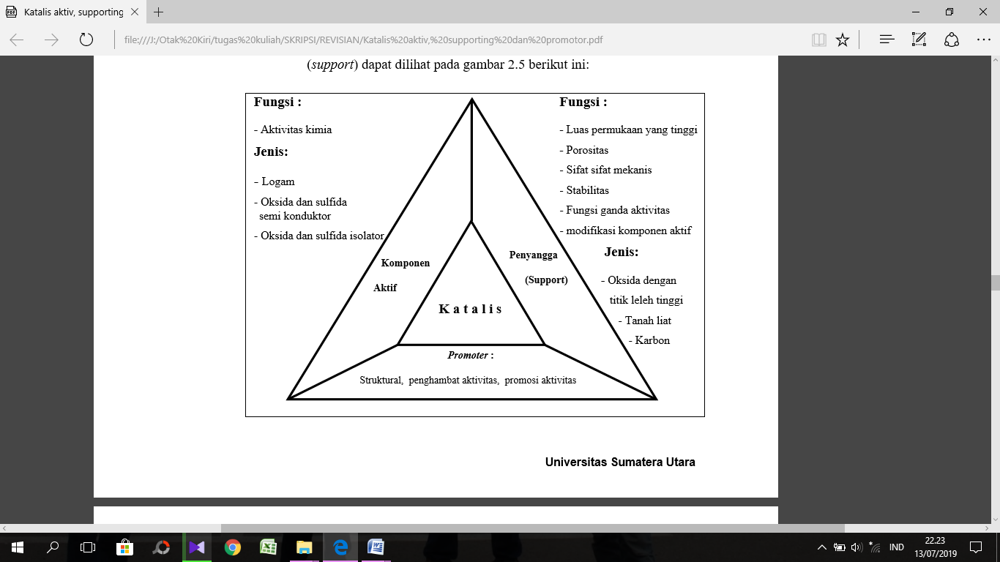 Katalis aktiv, supporting
file:///J:/Otak%20Kiri/tugas%20kuliah/SKRIPSI/REVISIAN/Katalis%20aktiv,%20supporting%20dan%20promotor.pdf
(support) dapat dilihat pada gambar 2.5 berikut ini:
Fungsi :
- Aktivitas kimia
Jenis:
- Logam
- Oksida dan sulfida
semi konduktor
- Oksida dan sulfida isolator
Fungsi :
- Luas permukaan yang tinggi
- Porositas
- Sifat sifat mekanis
- Stabilitas
- Fungsi ganda aktivitas
- modifikasi komponen aktif
Jenis:
- Oksida dengan
titik leleh tinggi
- Tanah liat
- Karbon
Komponen
Aktif
Penyangga
(Support)
K a t a l i s
Promoter :
Struktural, penghambat aktivitas, promosi aktivitas
Universitas Sumatera Utara
IND
22.23
13/07/2019